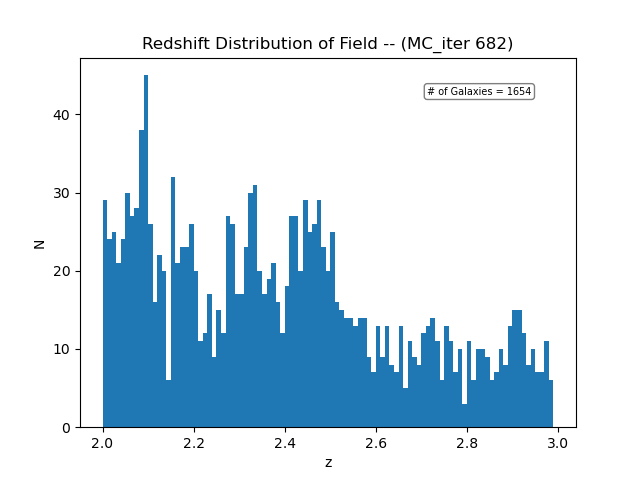 Redshift Distribution of Field -- (MC_iter 682)
# of Galaxies = 1654
N
40
30
20
10
0
2.0 2.2 2.4 2.6 2.8 3.0
z